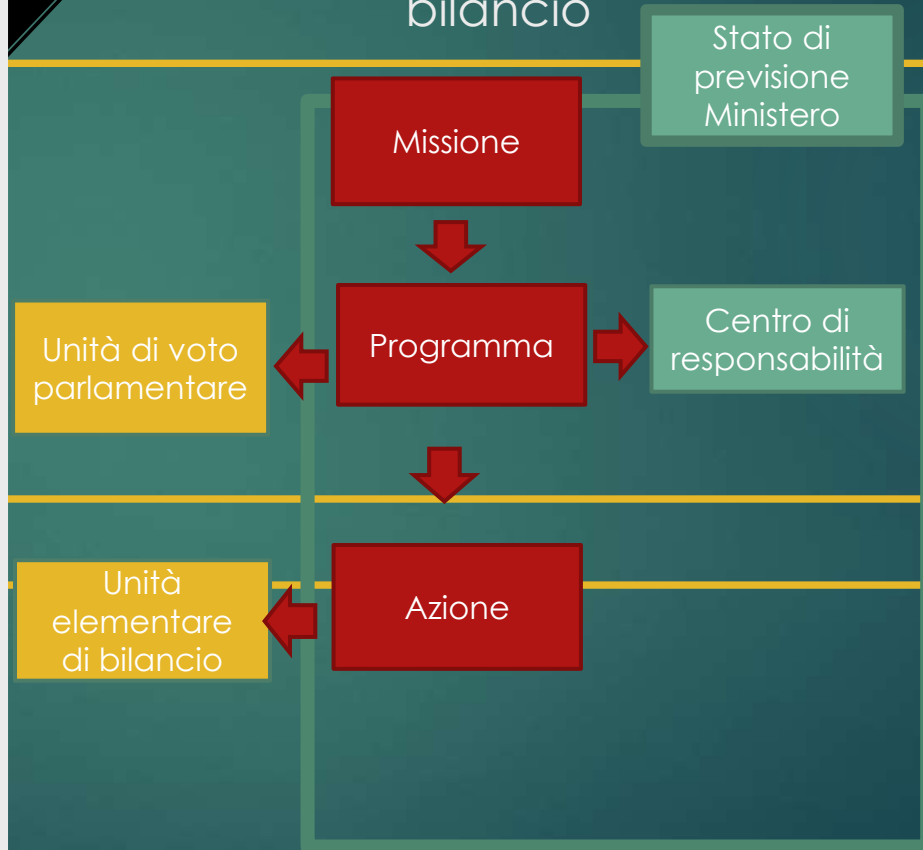 bilancio
Stato di
previsione
Ministero
Missione
Unità di voto
parlamentare
Programma
Centro di
responsabilità
Unità
elementare
di bilancio
Azione